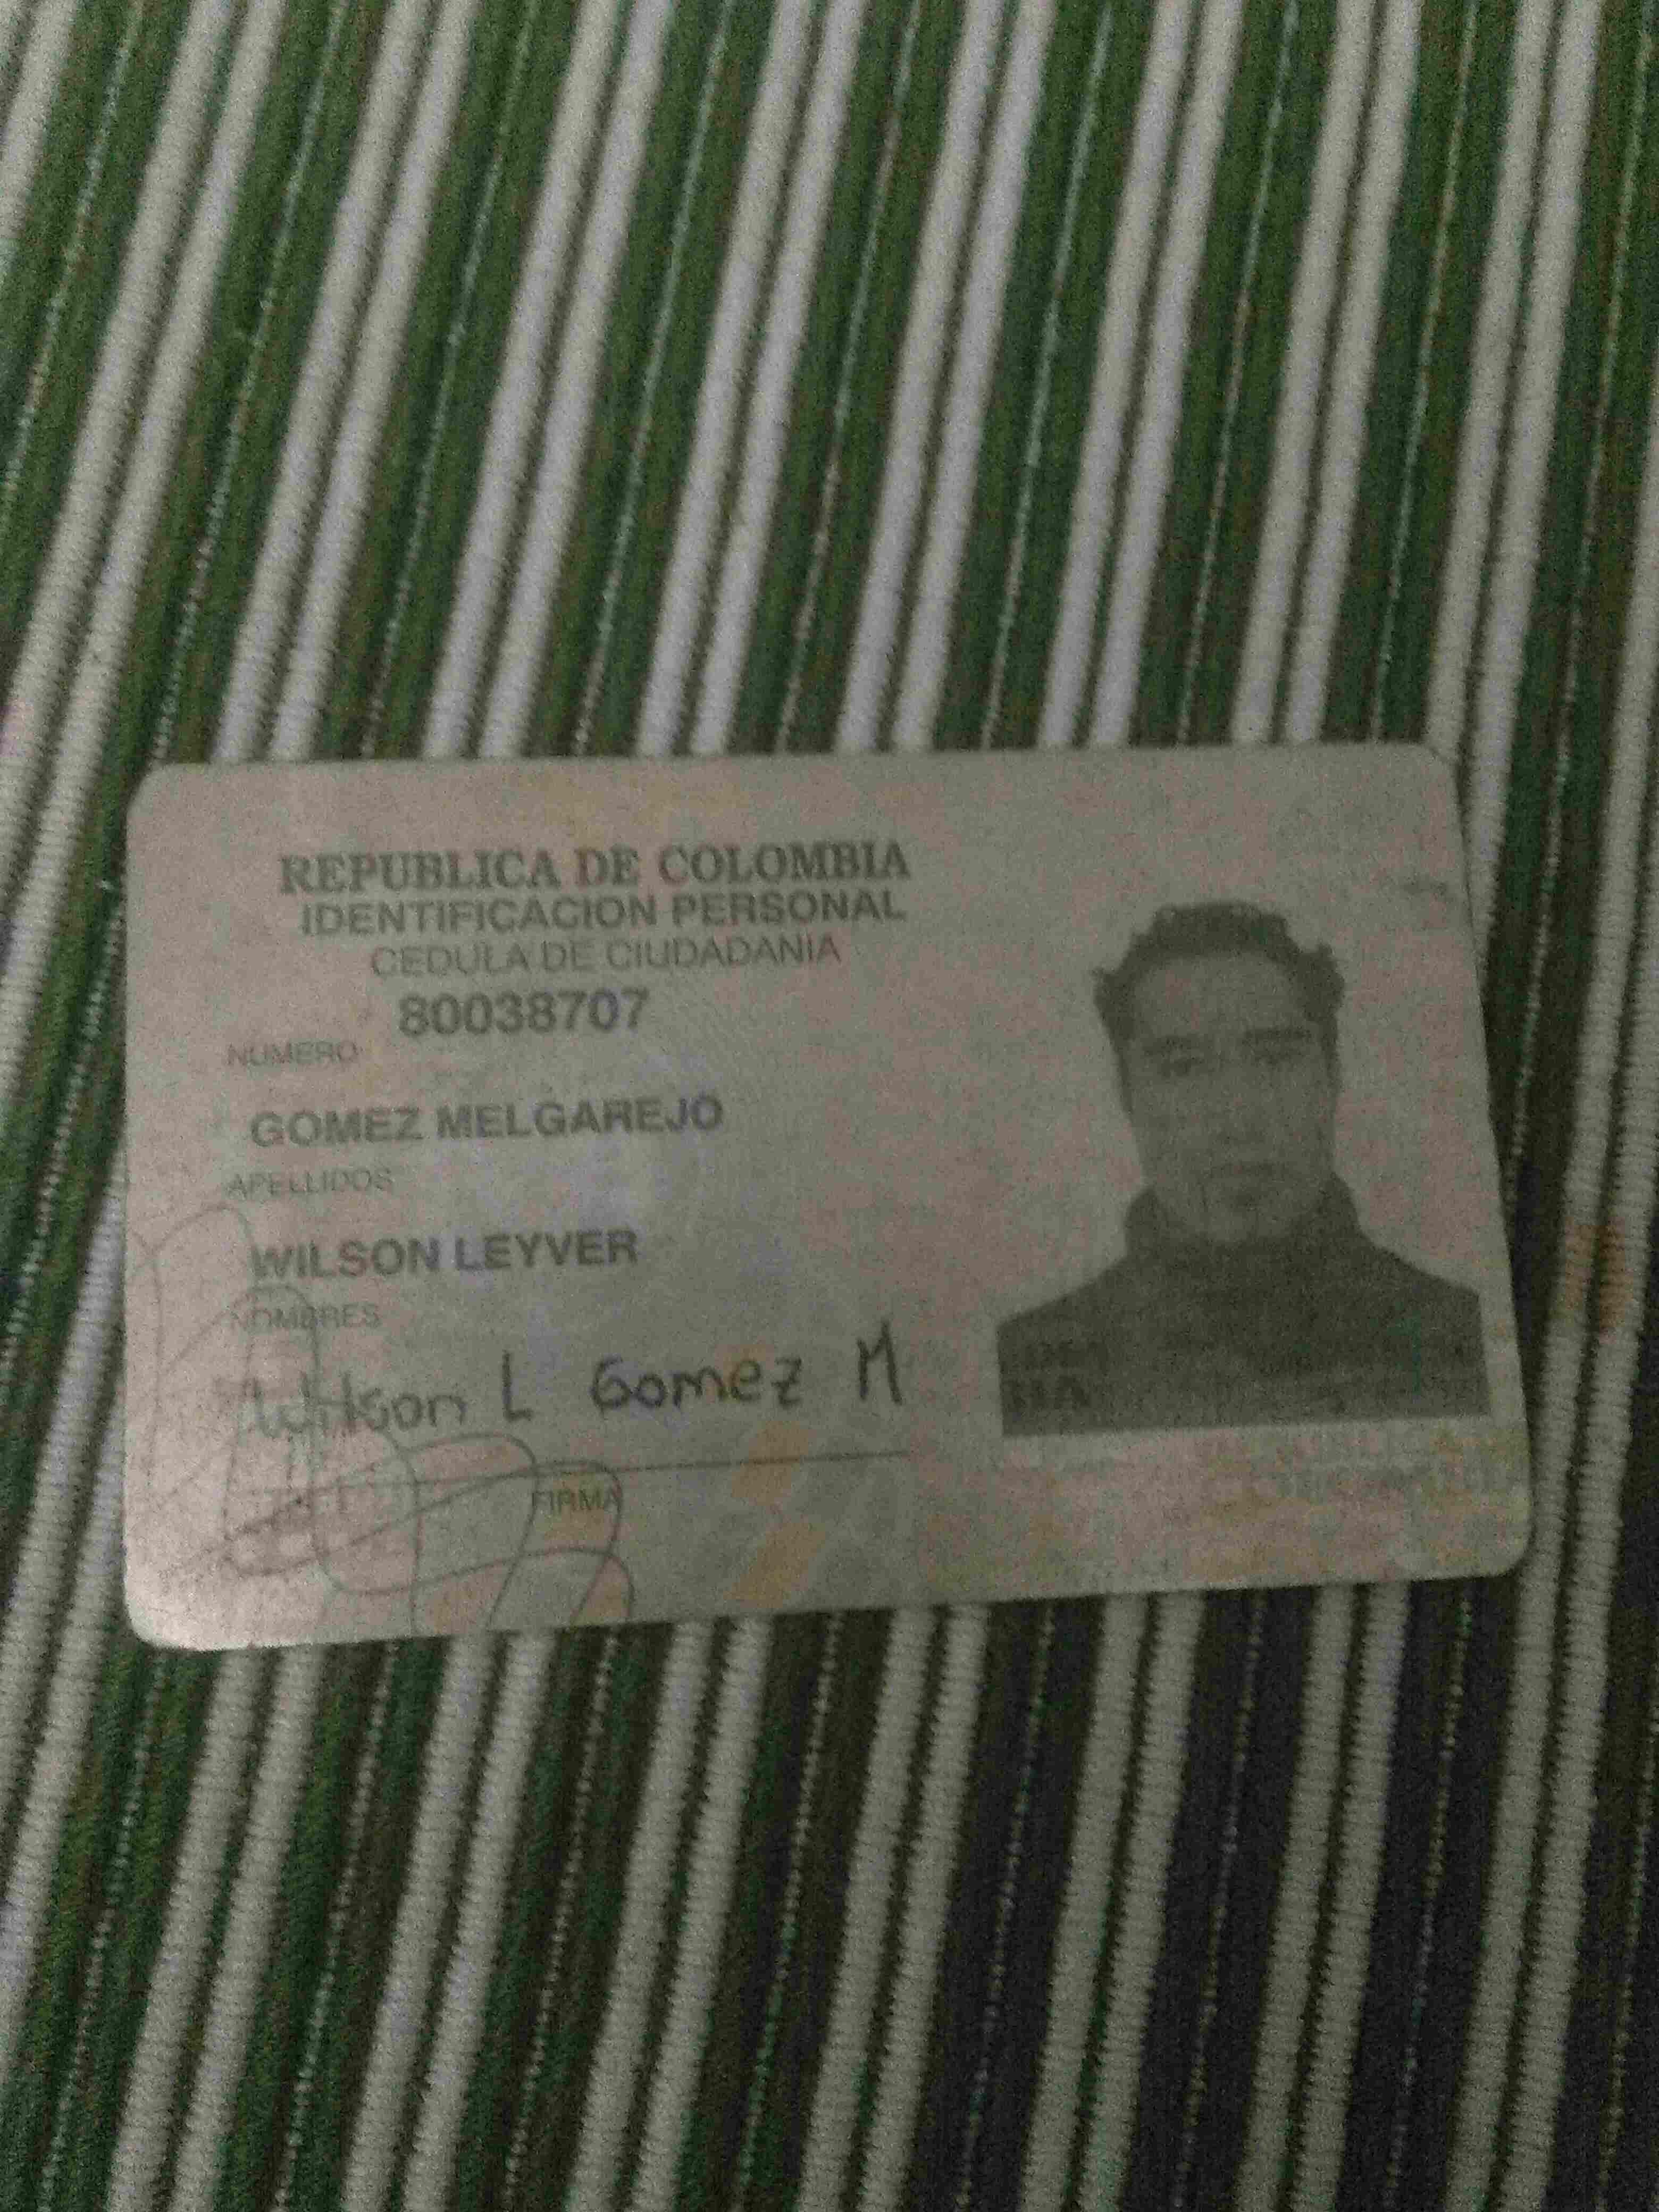 REPUBLICA DE COLOMBIA
IDENTIFICACION PERSONAL
CEDULA DE CIUDADANIA
80038707
NUMERO
GOMEZ MELGAREJO
APELLIDOS
WILSON LEYVER
NOMBRES
Wilson L Gomez M
FIRMA